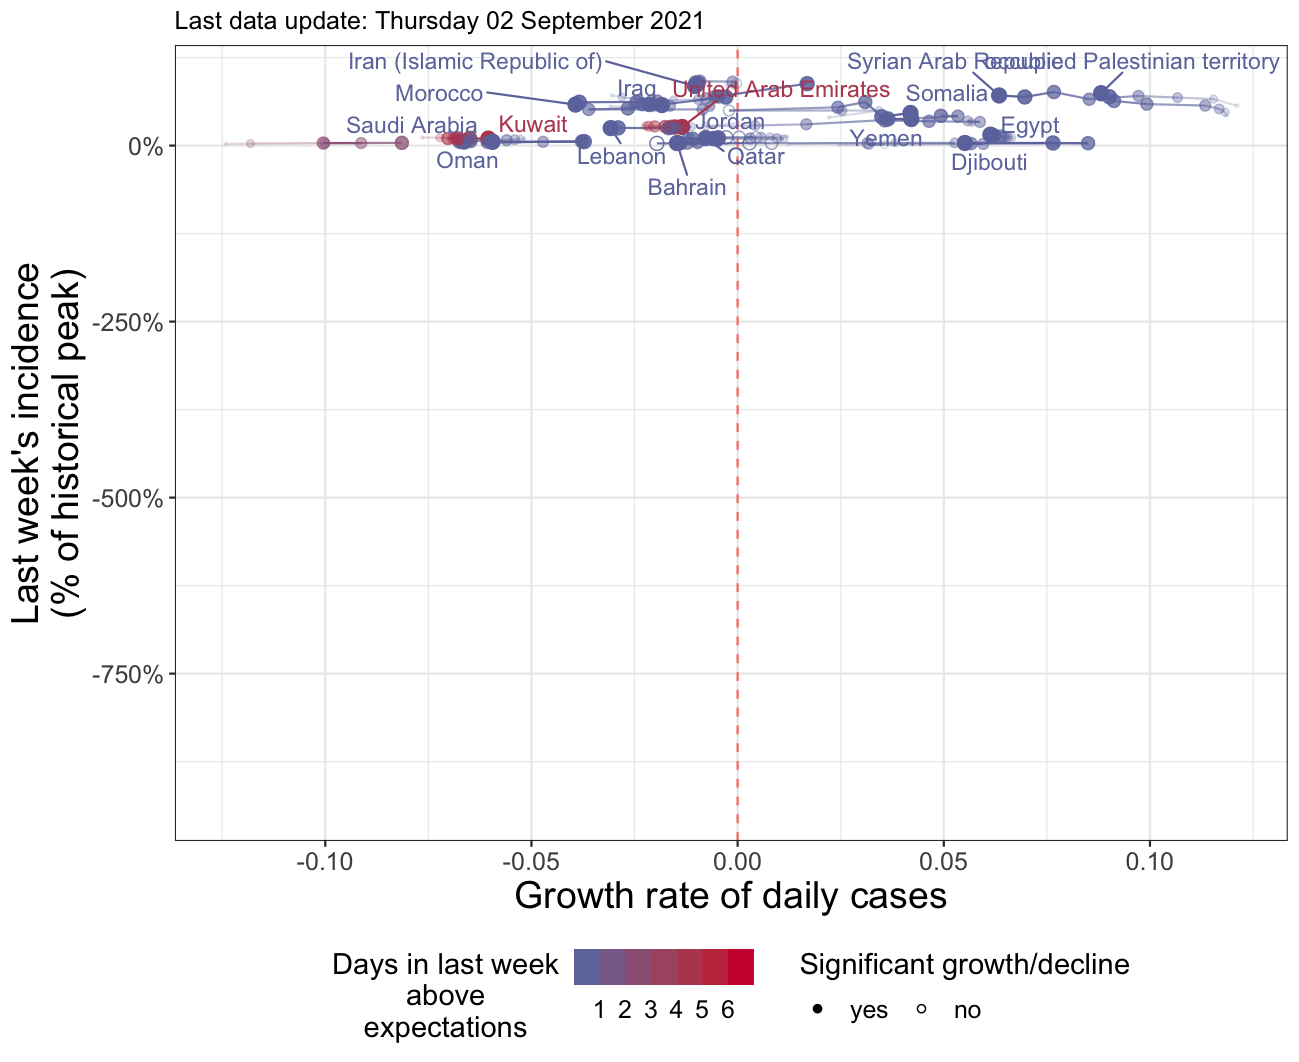 Last data update: Thursday 02 September 2021
Iran (Islamic Republic of)
Syrian Arab Republic
occupied Palestinian territory
Morocco
Iraq
United Arab Emirates
Somalia
Saudi Arabia
Kuwait
Jordan
Egypt
Yemen
Oman
Lebanon
Qatar
Djibouti
Bahrain
0%
-250%
-500%
-750%
Last week's incidence
(% of historical peak)
-0.10
-0.05
0.00
0.05
0.10
Growth rate of daily cases
Days in last week
above
expectations
1 2 3 4 5 6
Significant growth/decline
yes
no